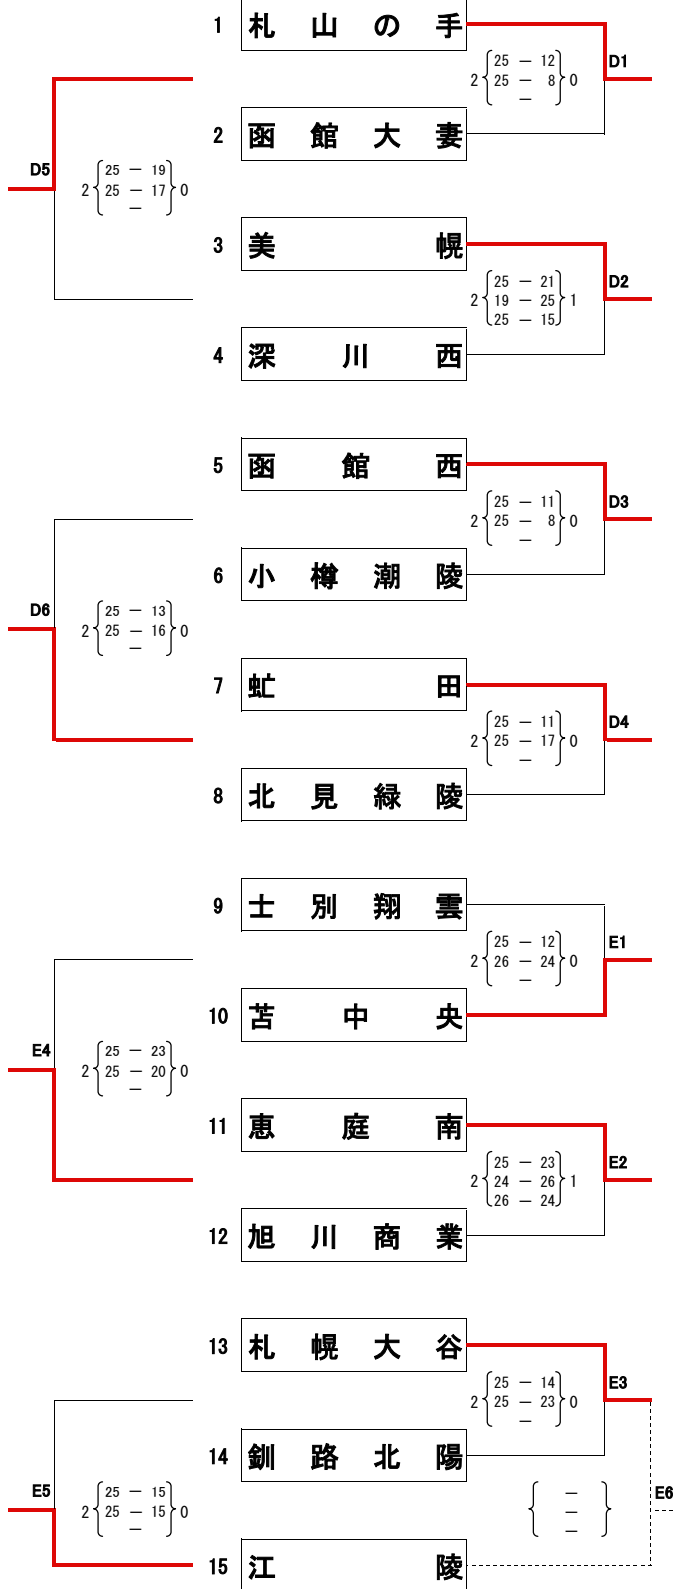 1 札山の手
25 — 12 D1
2 25 — 8 0
—
2 函館大妻
D5
25 — 19
2 25 — 17 0
—
3 美幌
25 — 21 D2
2 19 — 25 1
25 — 15
4 深川西
5 函館西
25 — 11 D3
2 25 — 8 0
—
6 小樽潮陵
D6
25 — 13
2 25 — 16 0
—
7 虻田
25 — 11 D4
2 25 — 17 0
—
8 北見緑陵
9 士別翔雲
25 — 12 E1
2 26 — 24 0
—
10 苫中央
E4
25 — 23
2 25 — 20 0
—
11 恵庭南
25 — 23 E2
2 24 — 26 1
26 — 24
12 旭川商業
13 札幌大谷
25 — 14 E3
2 25 — 23 0
—
14 釧路北陽
E5
25 — 15
2 25 — 15 0
—
— E6
—
—
15 江陵